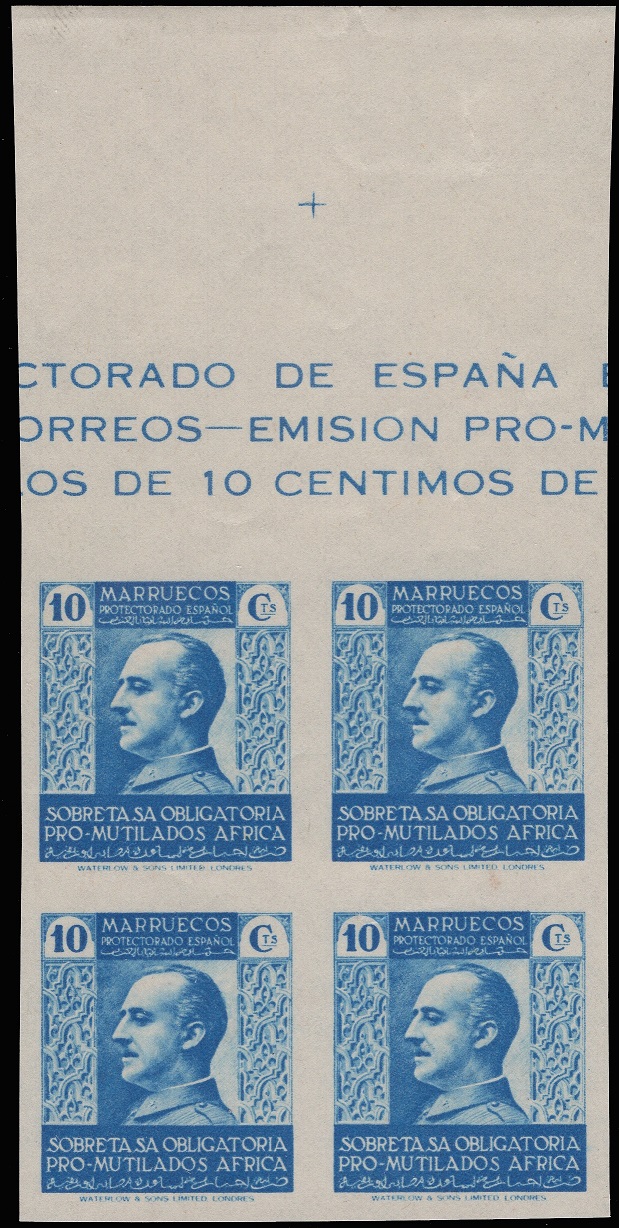 CTORADO DE ESPAÑA E
ORREOS—EMISION PRO-M
LOS DE 10 CENTIMOS DE
10 MARRUECOS CTS
PROTECTORADO ESPAÑOL
SOBRETASA OBLIGATORIA
PRO-MUTILADOS AFRICA
WATERLOW & SONS LIMITED, LONDRES
10 MARRUECOS CTS
PROTECTORADO ESPAÑOL
SOBRETASA OBLIGATORIA
PRO-MUTILADOS AFRICA
WATERLOW & SONS LIMITED, LONDRES
10 MARRUECOS CTS
PROTECTORADO ESPAÑOL
SOBRETASA OBLIGATORIA
PRO-MUTILADOS AFRICA
WATERLOW & SONS LIMITED, LONDRES
10 MARRUECOS CTS
PROTECTORADO ESPAÑOL
SOBRETASA OBLIGATORIA
PRO-MUTILADOS AFRICA
WATERLOW & SONS LIMITED, LONDRES